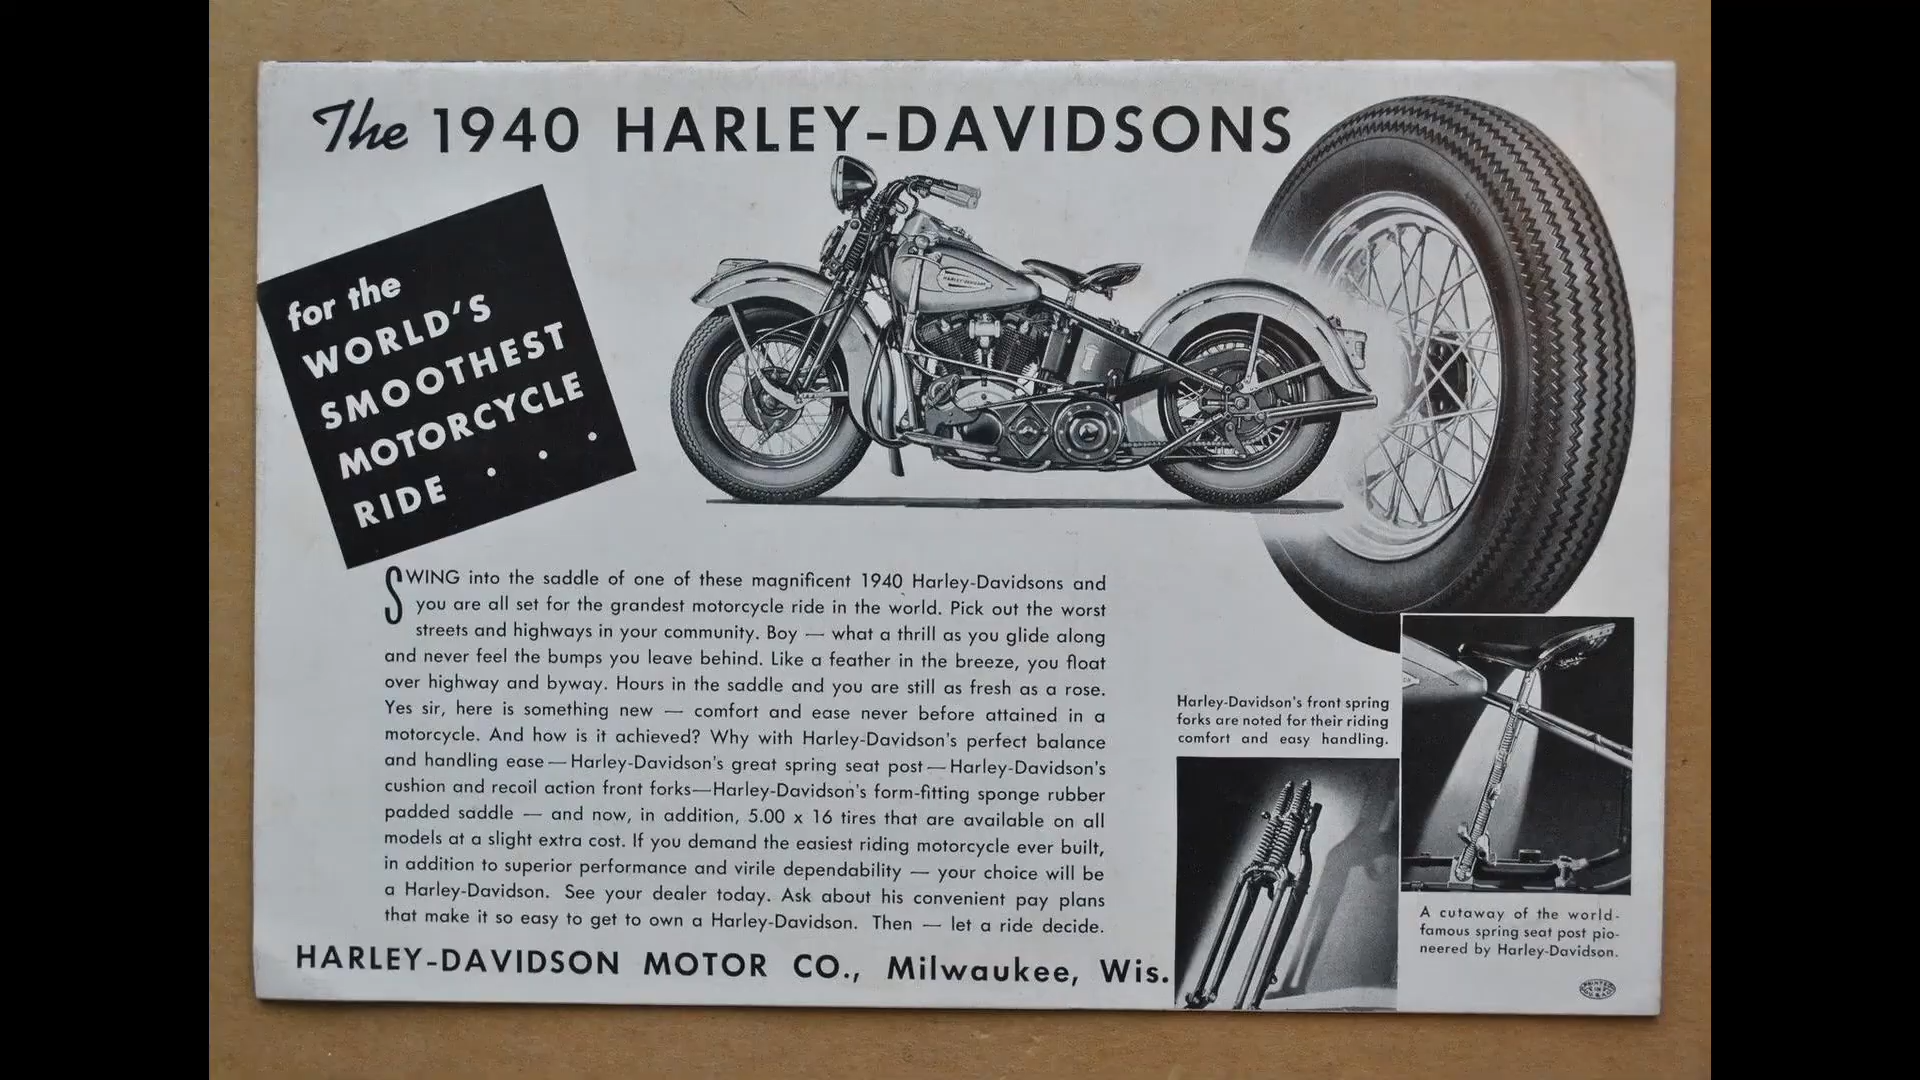 The 1940 HARLEY-DAVIDSONS
for the
WORLD'S
SMOOTHEST
MOTORCYCLE
RIDE . . .
HARLEY-DAVIDSON
SWING into the saddle of one of these magnificent 1940 Harley-Davidsons and
you are all set for the grandest motorcycle ride in the world. Pick out the worst
streets and highways in your community. Boy — what a thrill as you glide along
and never feel the bumps you leave behind. Like a feather in the breeze, you float
over highway and byway. Hours in the saddle and you are still as fresh as a rose.
Yes sir, here is something new — comfort and ease never before attained in a
motorcycle. And how is it achieved? Why with Harley-Davidson's perfect balance
and handling ease — Harley-Davidson's great spring seat post — Harley-Davidson's
cushion and recoil action front forks—Harley-Davidson's form-fitting sponge rubber
padded saddle — and now, in addition, 5.00 x 16 tires that are available on all
models at a slight extra cost. If you demand the easiest riding motorcycle ever built,
in addition to superior performance and virile dependability — your choice will be
a Harley-Davidson. See your dealer today. Ask about his convenient pay plans
that make it so easy to get to own a Harley-Davidson. Then — let a ride decide.
HARLEY-DAVIDSON MOTOR CO., Milwaukee, Wis.
Harley-Davidson's front spring
forks are noted for their riding
comfort and easy handling.
A cutaway of the world-
famous spring seat post pio-
neered by Harley-Davidson.
PRINTED
IN
U.S.A.